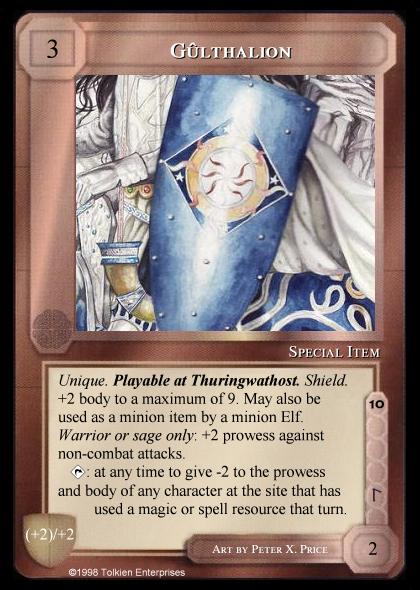 3
GÛLTHALION
SPECIAL ITEM
Unique. Playable at Thuringwathost. Shield.
+2 body to a maximum of 9. May also be
used as a minion item by a minion Elf.
Warrior or sage only: +2 prowess against
non-combat attacks.
: at any time to give -2 to the prowess
and body of any character at the site that has
used a magic or spell resource that turn.
10
(+2)/+2
ART BY PETER X. PRICE
2
©1998 Tolkien Enterprises